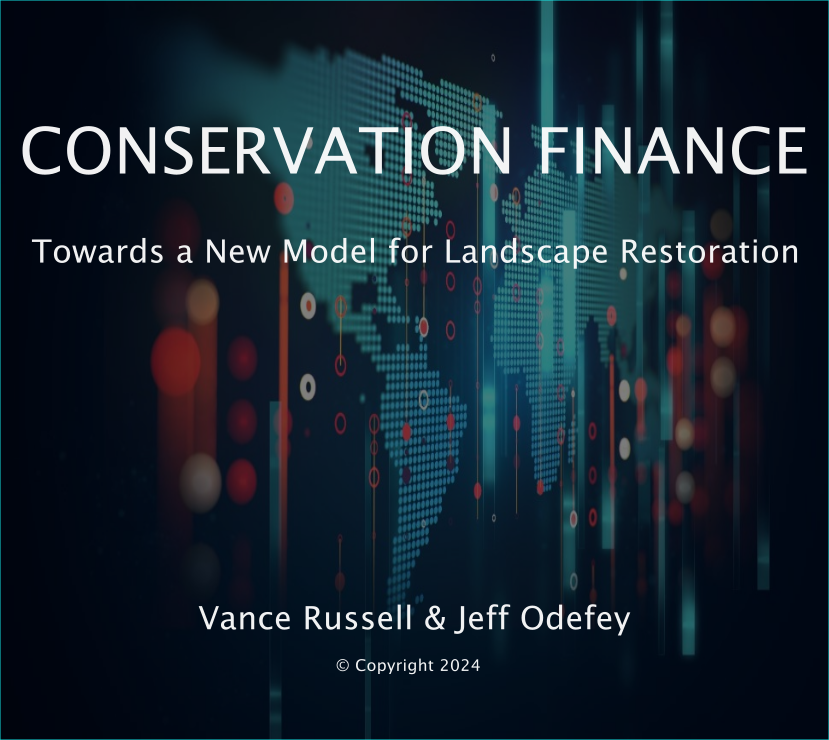 CONSERVATION FINANCE
Towards a New Model for Landscape Restoration
Vance Russell & Jeff Odefey
© Copyright 2024